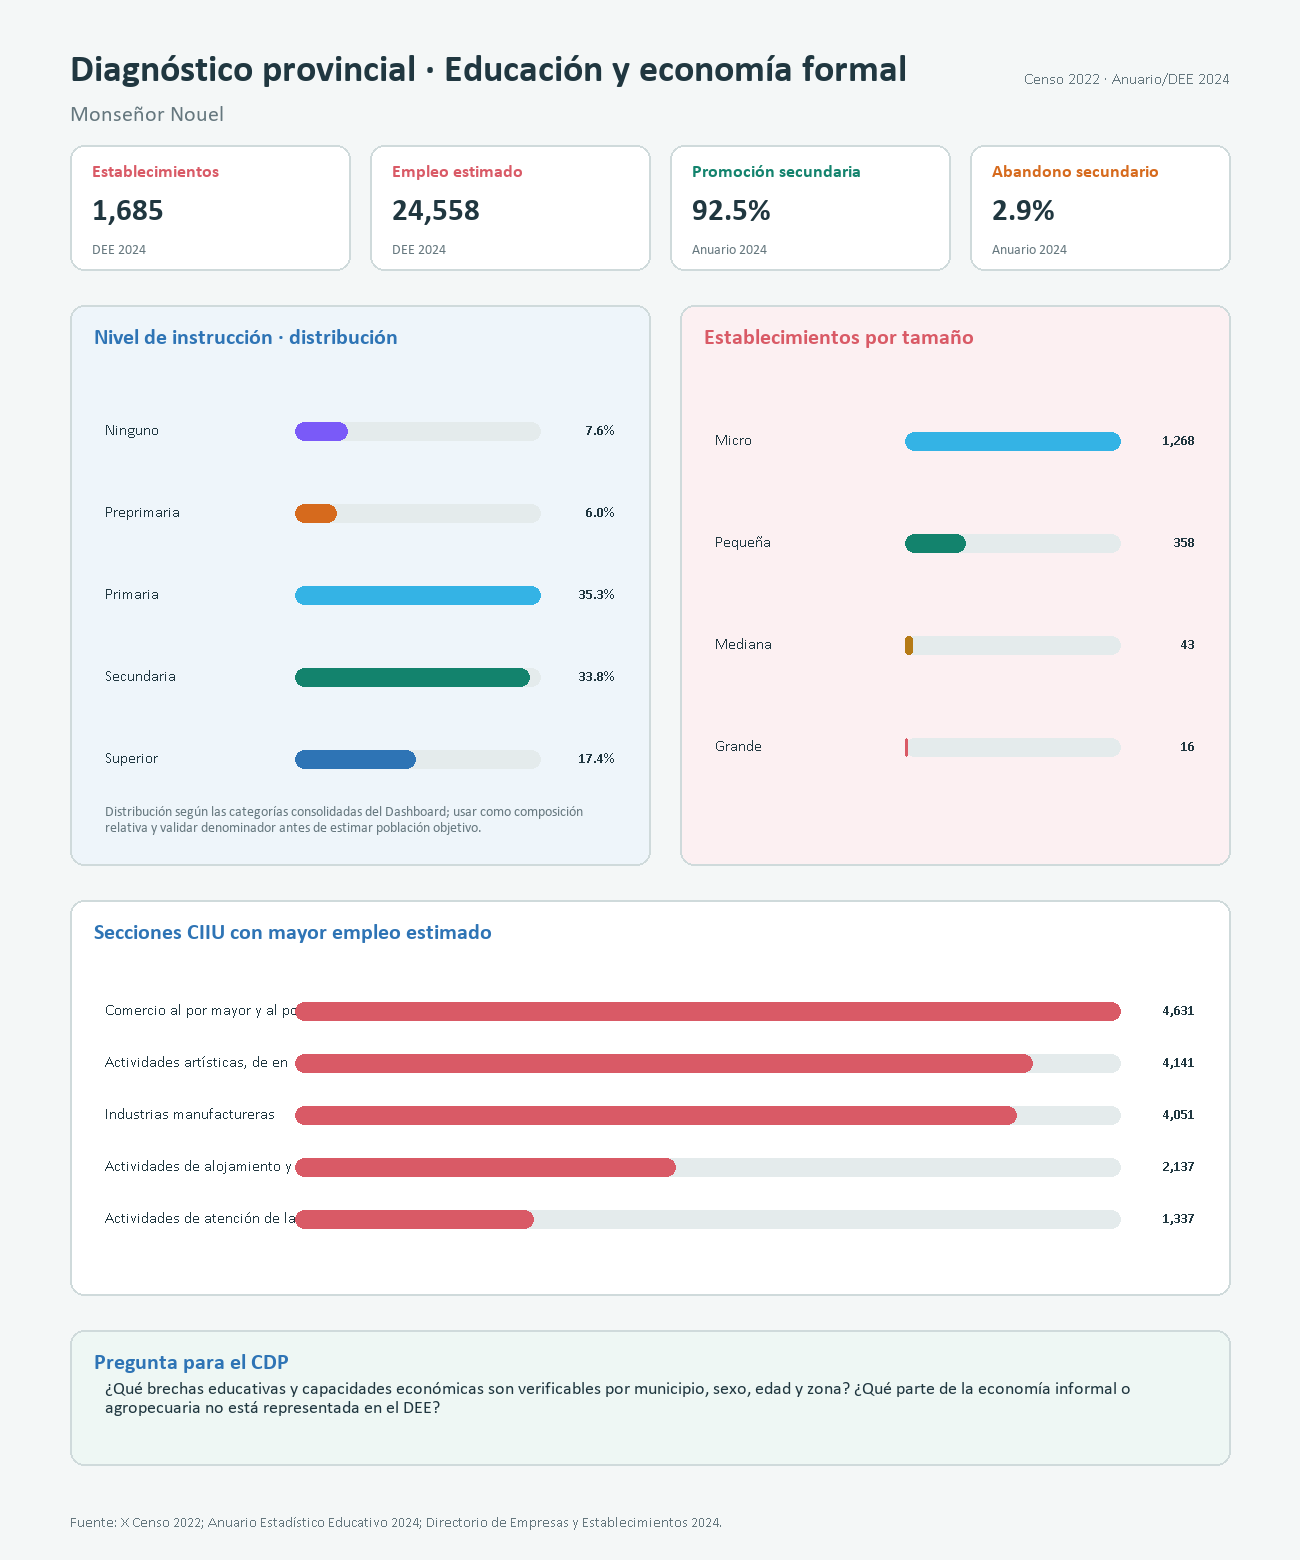 Diagnóstico provincial · Educación y economía formal
Censo 2022 · Anuario/DEE 2024
Monseñor Nouel
Establecimientos
1,685
DEE 2024
Empleo estimado
24,558
DEE 2024
Promoción secundaria
92.5%
Anuario 2024
Abandono secundario
2.9%
Anuario 2024
Nivel de instrucción · distribución
Ninguno 7.6%
Preprimaria 6.0%
Primaria 35.3%
Secundaria 33.8%
Superior 17.4%
Distribución según las categorías consolidadas del Dashboard; usar como composición
relativa y validar denominador antes de estimar población objetivo.
Establecimientos por tamaño
Micro 1,268
Pequeña 358
Mediana 43
Grande 16
Secciones CIIU con mayor empleo estimado
Comercio al por mayor y al po 4,631
Actividades artísticas, de en 4,141
Industrias manufactureras 4,051
Actividades de alojamiento y 2,137
Actividades de atención de la 1,337
Pregunta para el CDP
¿Qué brechas educativas y capacidades económicas son verificables por municipio, sexo, edad y zona? ¿Qué parte de la economía informal o
agropecuaria no está representada en el DEE?
Fuente: X Censo 2022; Anuario Estadístico Educativo 2024; Directorio de Empresas y Establecimientos 2024.